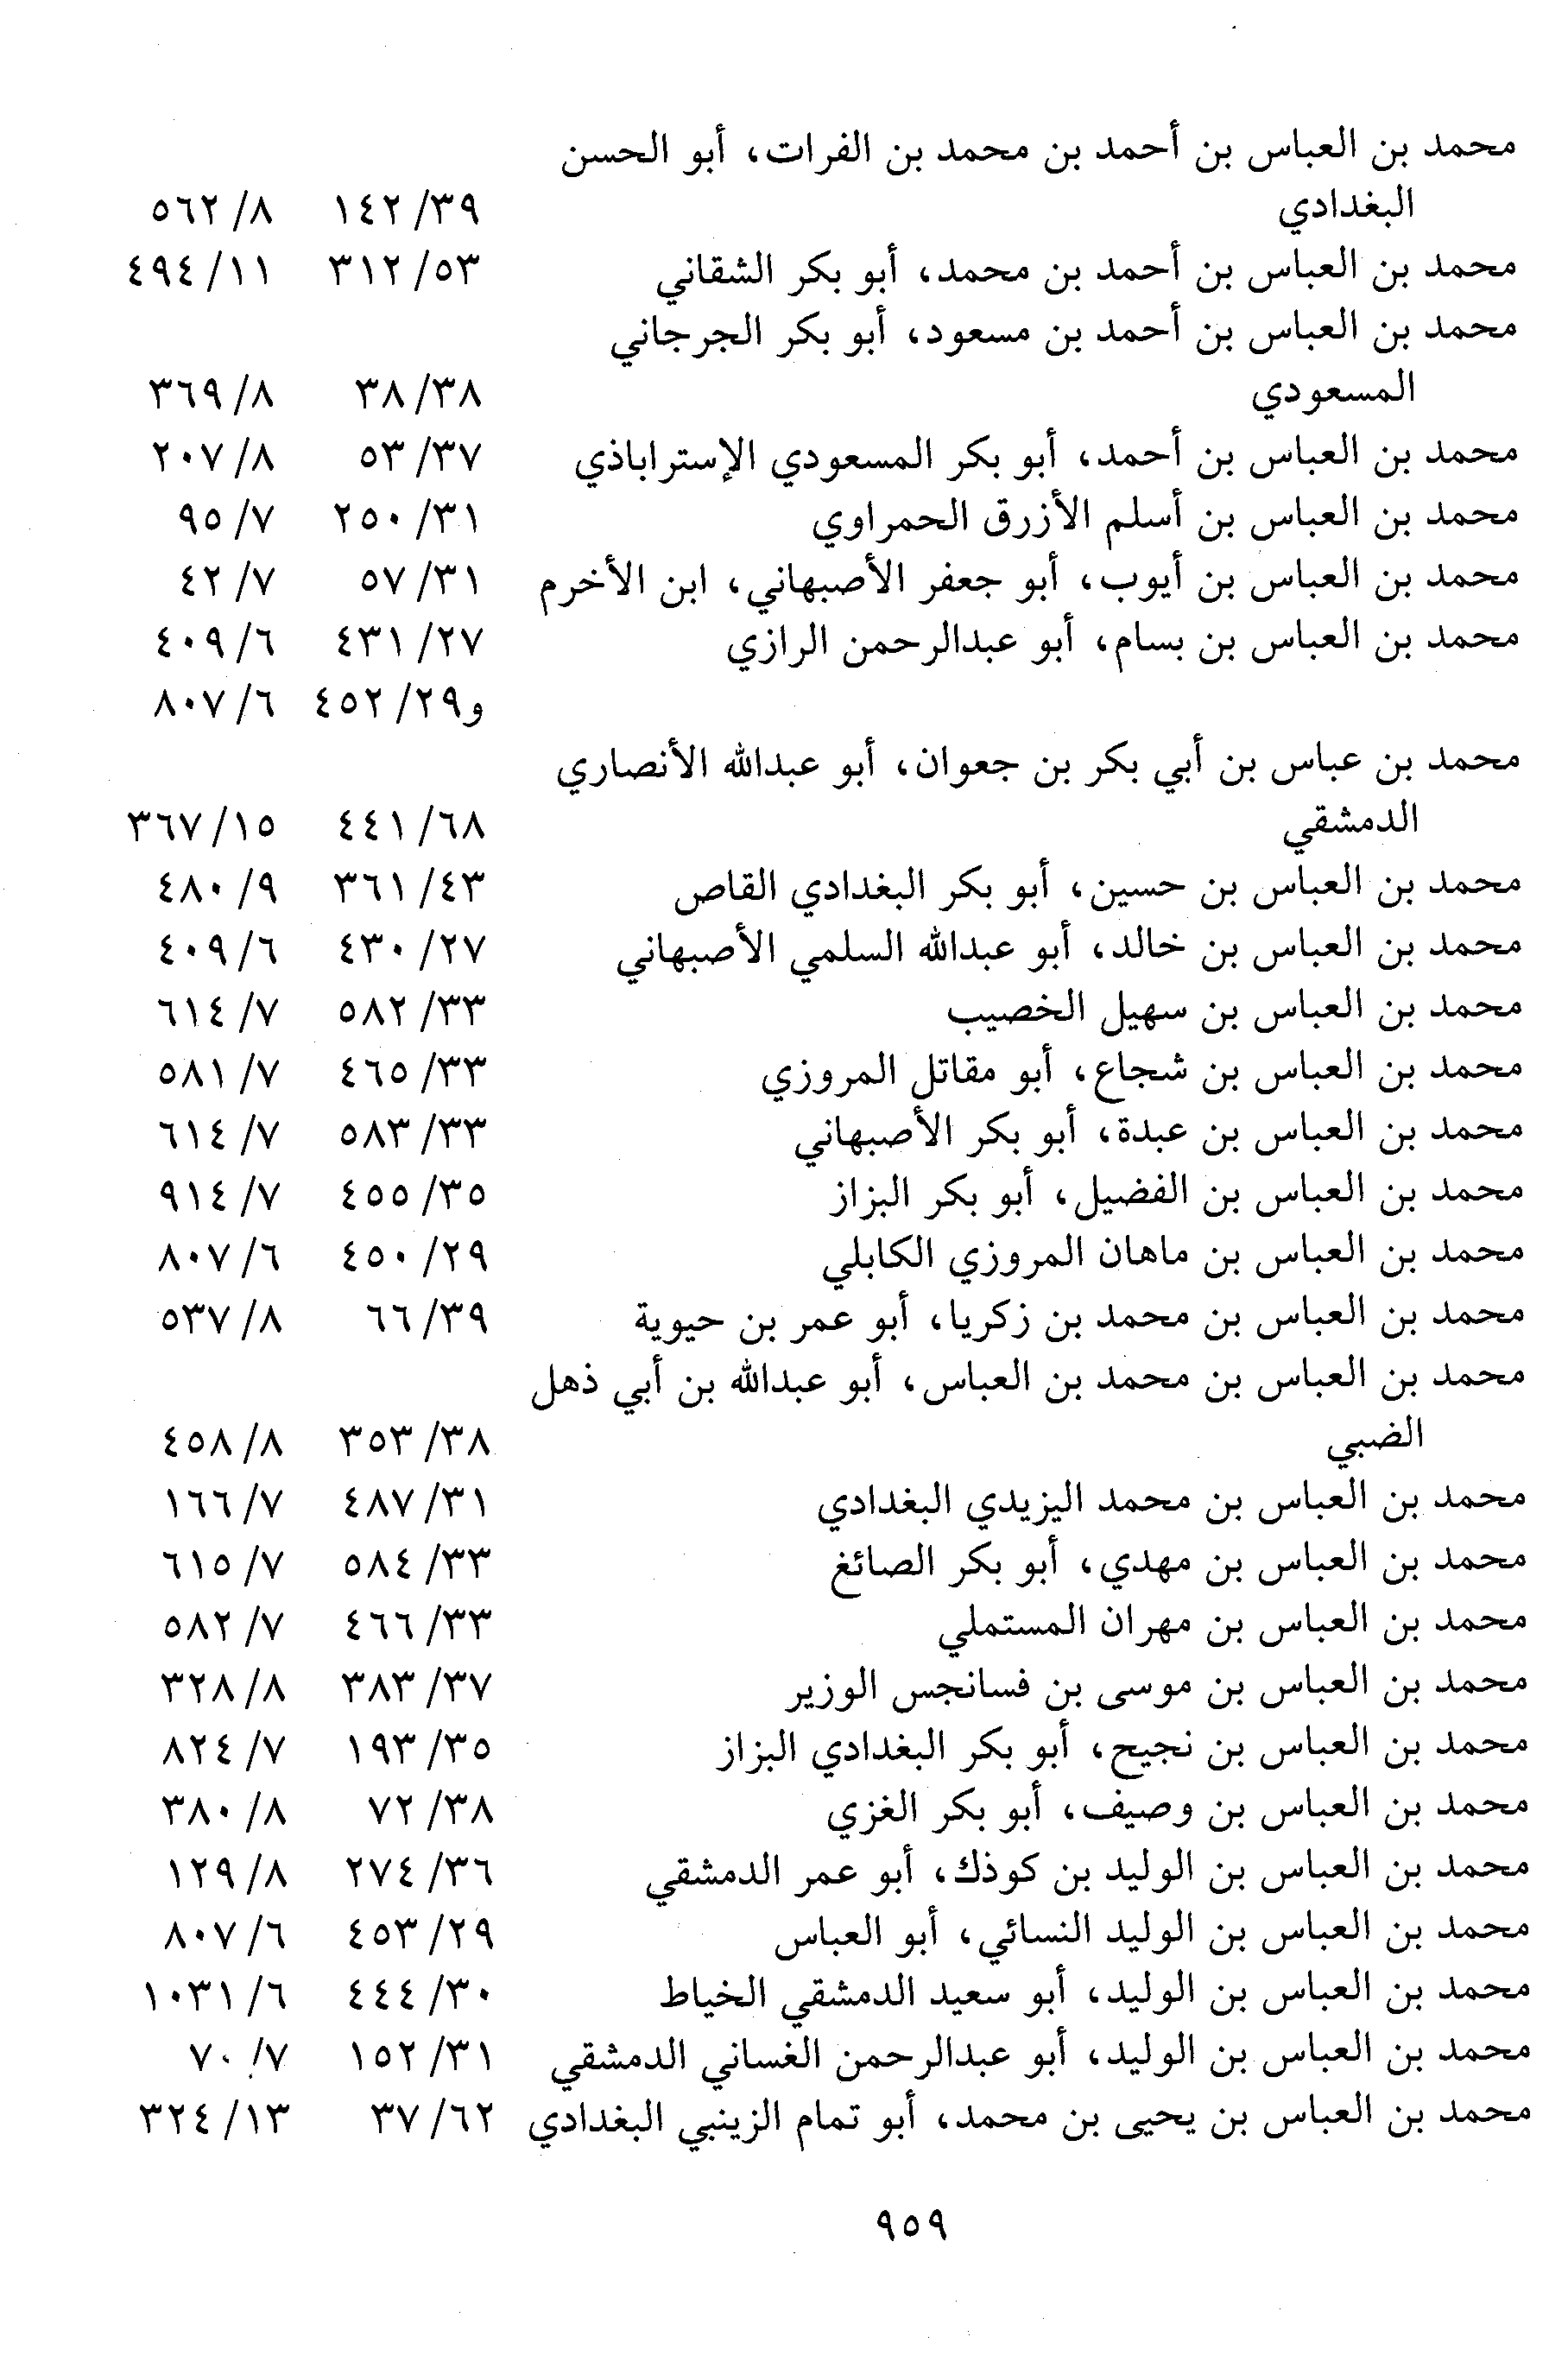 محمد بن العباس بن أحمد بن محمد بن الفرات، أبو الحسن
البغدادي ٣٩/ ١٤٢ ٨/ ٥٦٢
محمد بن العباس بن أحمد بن محمد، أبو بكر الشقاني ٥٣/ ٣١٢ ١١/ ٤٩٤
محمد بن العباس بن أحمد بن مسعود، أبو بكر الجرجاني
المسعودي ٣٨/ ٣٨ ٨/ ٣٦٩
محمد بن العباس بن أحمد، أبو بكر المسعودي الإستراباذي ٣٧/ ٥٣ ٨/ ٢٠٧
محمد بن العباس بن أسلم الأزرق الحمراوي ٣١/ ٢٥٠ ٧/ ٩٥
محمد بن العباس بن أيوب، أبو جعفر الأصبهاني، ابن الأخرم ٣١/ ٥٧ ٧/ ٤٢
محمد بن العباس بن بسام، أبو عبدالرحمن الرازي ٢٧/ ٤٣١ ٦/ ٤٠٩
و٢٩/ ٤٥٢ ٦/ ٨٠٧
محمد بن عباس بن أبي بكر بن جعوان، أبو عبدالله الأنصاري
الدمشقي ٦٨/ ٤٤١ ١٥/ ٣٦٧
محمد بن العباس بن حسين، أبو بكر البغدادي القاص ٤٣/ ٣٦١ ٩/ ٤٨٠
محمد بن العباس بن خالد، أبو عبدالله السلمي الأصبهاني ٢٧/ ٤٣٠ ٦/ ٤٠٩
محمد بن العباس بن سهيل الخصيب ٣٣/ ٥٨٢ ٧/ ٦١٤
محمد بن العباس بن شجاع، أبو مقاتل المروزي ٣٣/ ٤٦٥ ٧/ ٥٨١
محمد بن العباس بن عبدة، أبو بكر الأصبهاني ٣٣/ ٥٨٣ ٧/ ٦١٤
محمد بن العباس بن الفضيل، أبو بكر البزاز ٣٥/ ٤٥٥ ٧/ ٩١٤
محمد بن العباس بن ماهان المروزي الكابلي ٢٩/ ٤٥٠ ٦/ ٨٠٧
محمد بن العباس بن محمد بن زكريا، أبو عمر بن حيوية ٣٩/ ٦٦ ٨/ ٥٣٧
محمد بن العباس بن محمد بن العباس، أبو عبدالله بن أبي ذهل
الضبي ٣٨/ ٣٥٣ ٨/ ٤٥٨
محمد بن العباس بن محمد اليزيدي البغدادي ٣١/ ٤٨٧ ٧/ ١٦٦
محمد بن العباس بن مهدي، أبو بكر الصائغ ٣٣/ ٥٨٤ ٧/ ٦١٥
محمد بن العباس بن مهران المستملي ٣٣/ ٤٦٦ ٧/ ٥٨٢
محمد بن العباس بن موسى بن فسانجس الوزير ٣٧/ ٣٨٣ ٨/ ٣٢٨
محمد بن العباس بن نجيح، أبو بكر البغدادي البزاز ٣٥/ ١٩٣ ٧/ ٨٢٤
محمد بن العباس بن وصيف، أبو بكر الغزي ٣٨/ ٧٢ ٨/ ٣٨٠
محمد بن العباس بن الوليد بن كوذك، أبو عمر الدمشقي ٣٦/ ٢٧٤ ٨/ ١٢٩
محمد بن العباس بن الوليد النسائي، أبو العباس ٢٩/ ٤٥٣ ٦/ ٨٠٧
محمد بن العباس بن الوليد، أبو سعيد الدمشقي الخياط ٣٠/ ٤٤٤ ٦/ ١٠٣١
محمد بن العباس بن الوليد، أبو عبدالرحمن الغساني الدمشقي ٣١/ ١٥٢ ٧/ ٧٠
محمد بن العباس بن يحيى بن محمد، أبو تمام الزينبي البغدادي ٦٢/ ٣٧ ١٣/ ٣٢٤
٩٥٩